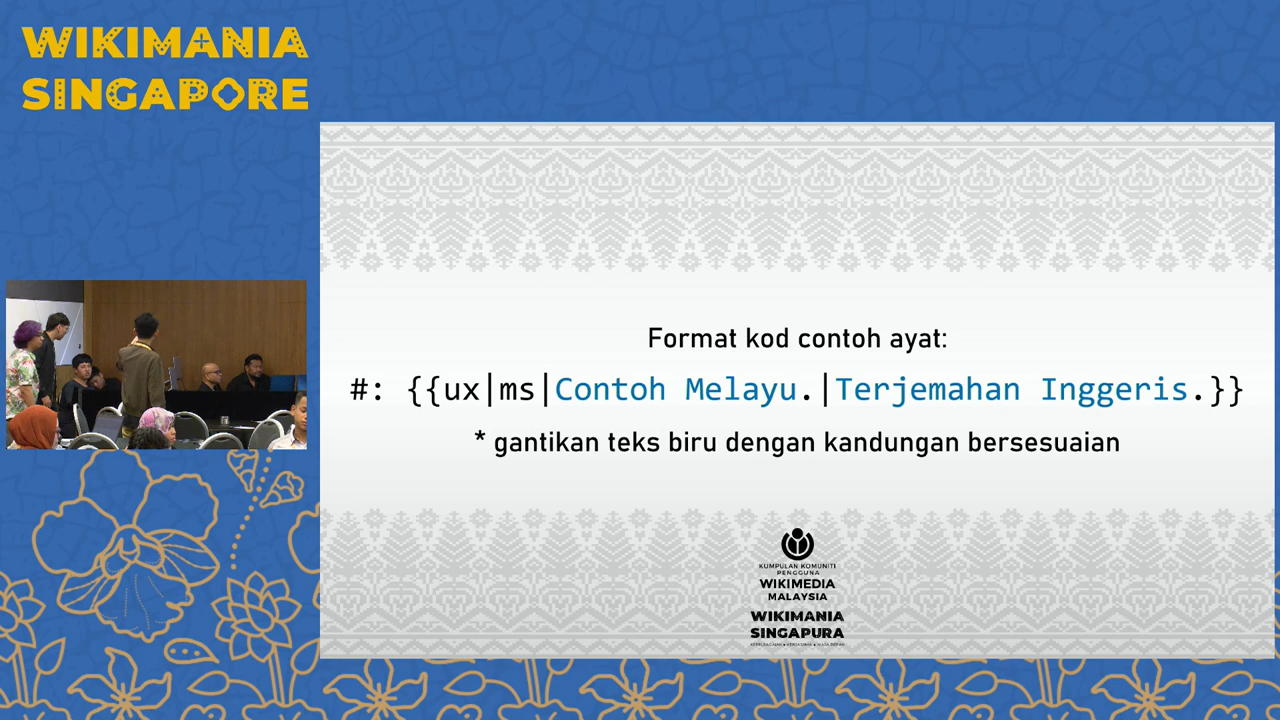 WIKIMANIA
SINGAPORE
Format kod contoh ayat:
#: {{ux|ms|Contoh Melayu.|Terjemahan Inggeris.}}
* gantikan teks biru dengan kandungan bersesuaian
KUMPULAN KOMUNITI
PENGGUNA
WIKIMEDIA
MALAYSIA
WIKIMANIA
SINGAPURA